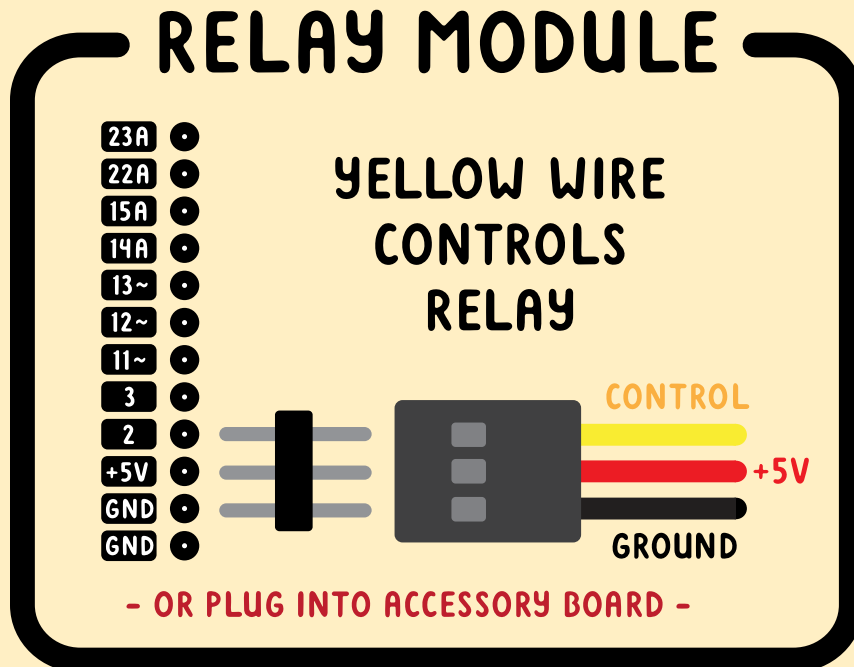 RELAY MODULE
23A
22A
15A
14A
13~
12~
11~
3
2
+5V
GND
GND
YELLOW WIRE
CONTROLS
RELAY
CONTROL
+5V
GROUND
- OR PLUG INTO ACCESSORY BOARD -